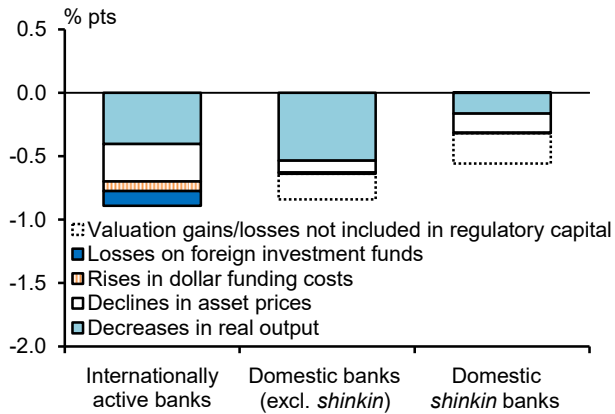 % pts
0.5
0.0
-0.5
-1.0
-1.5
-2.0
Valuation gains/losses not included in regulatory capital
Losses on foreign investment funds
Rises in dollar funding costs
Declines in asset prices
Decreases in real output
Internationally
active banks
Domestic banks
(excl. shinkin)
Domestic
shinkin banks